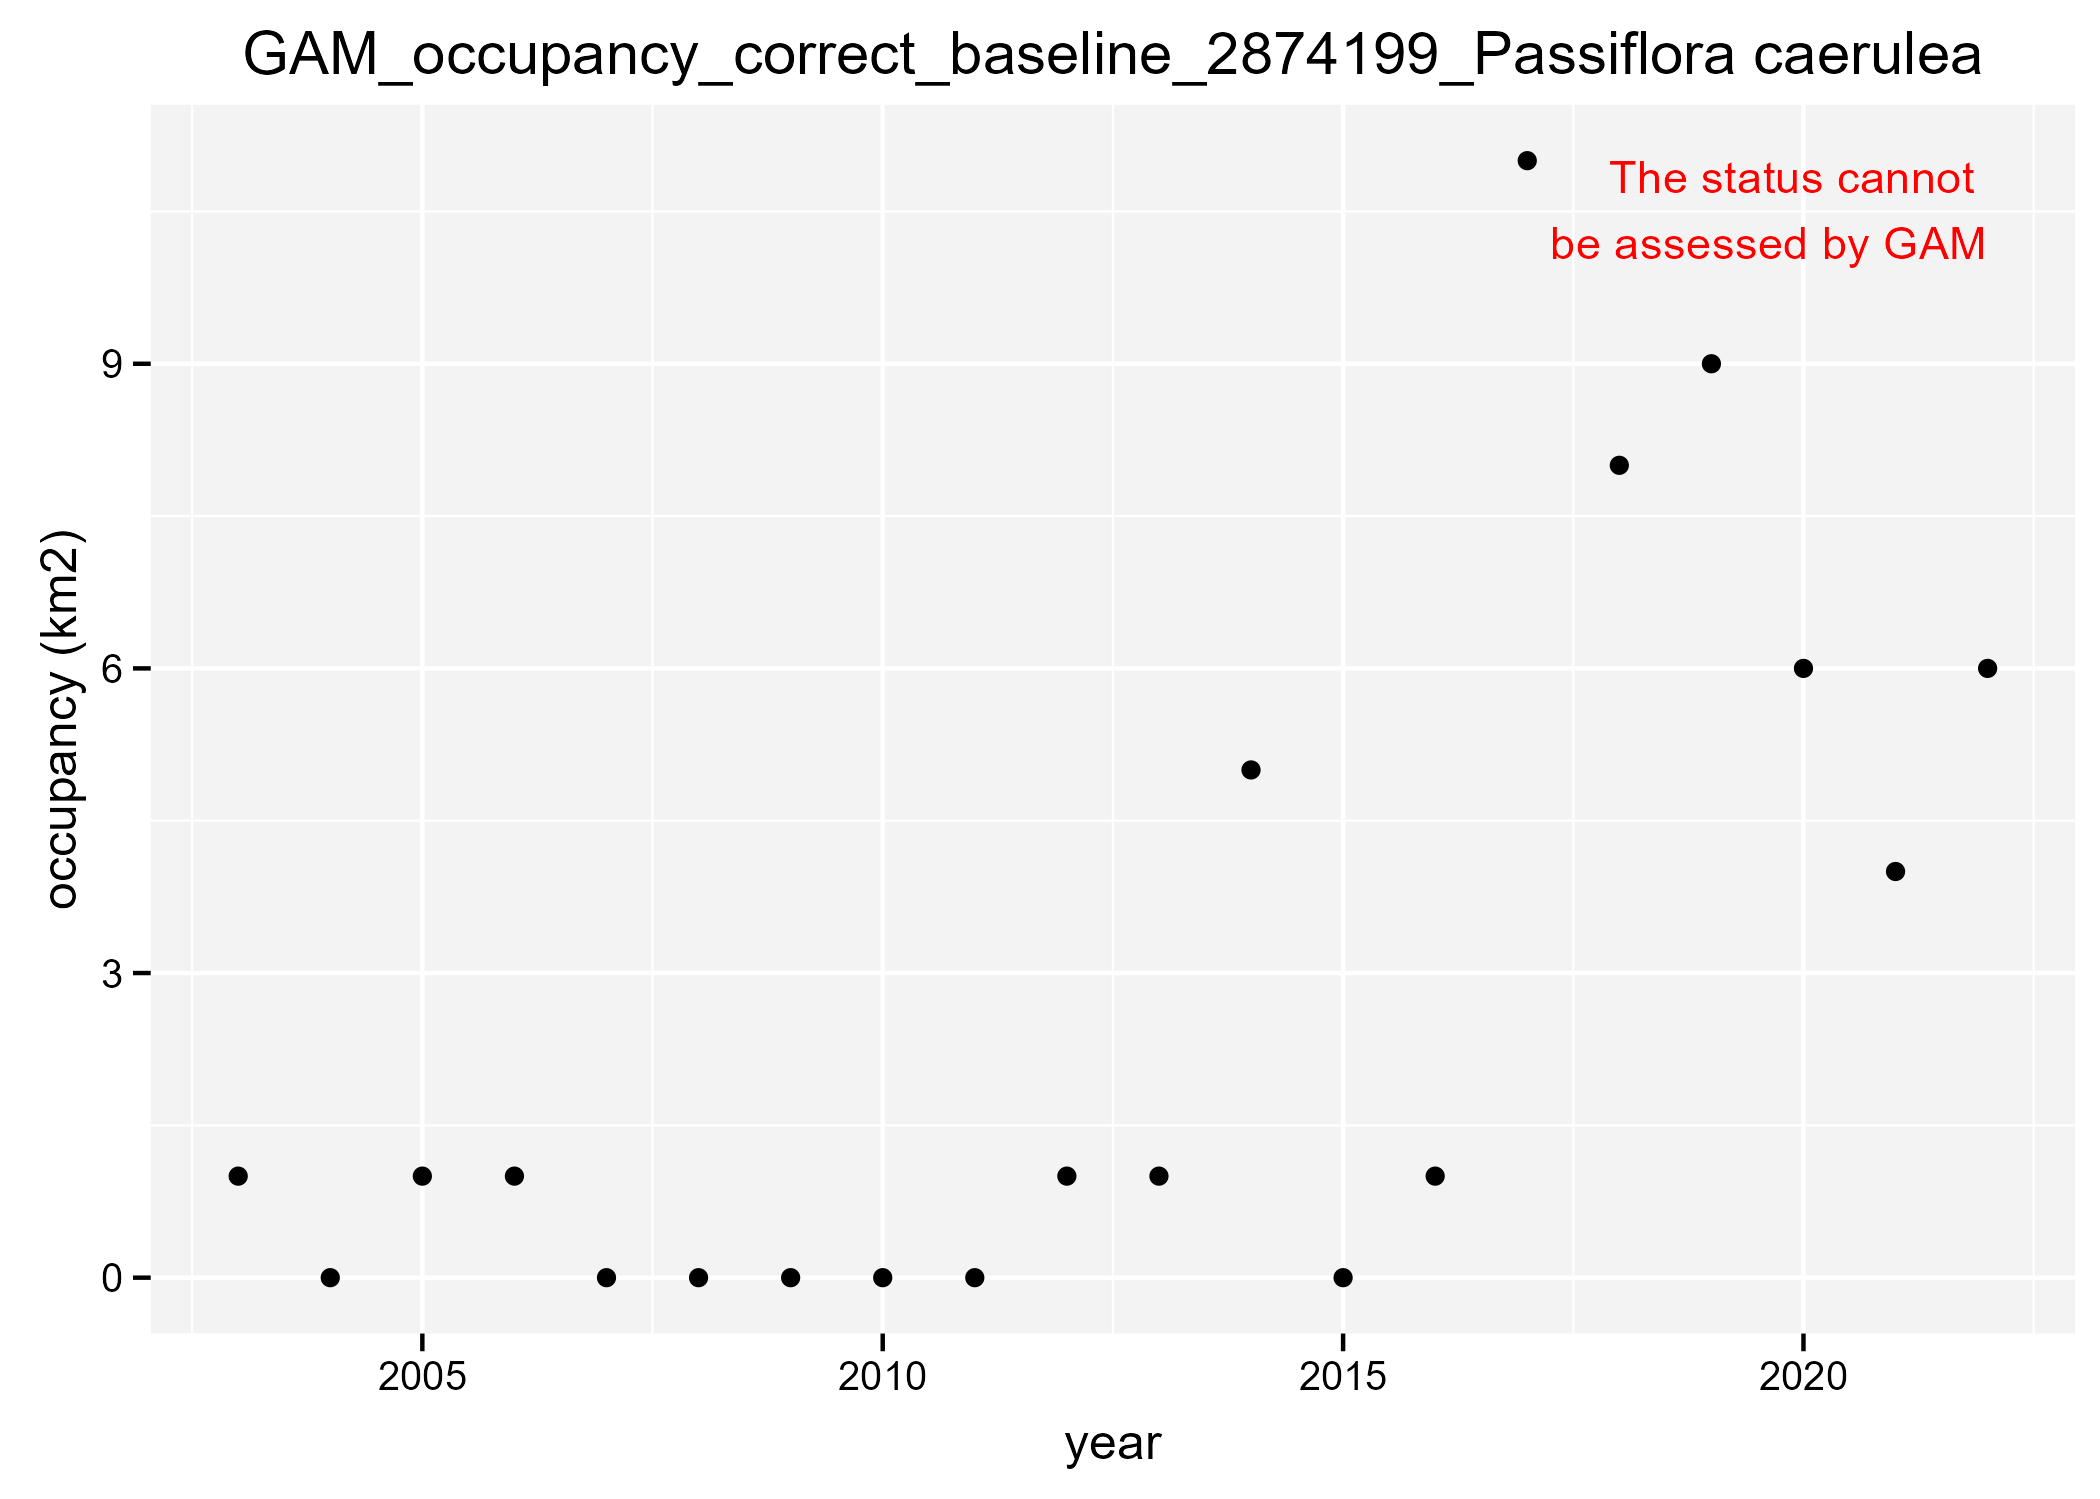 GAM_occupancy_correct_baseline_2874199_Passiflora caerulea
The status cannot
be assessed by GAM
occupancy (km2)
9
6
3
0
2005
2010
2015
2020
year